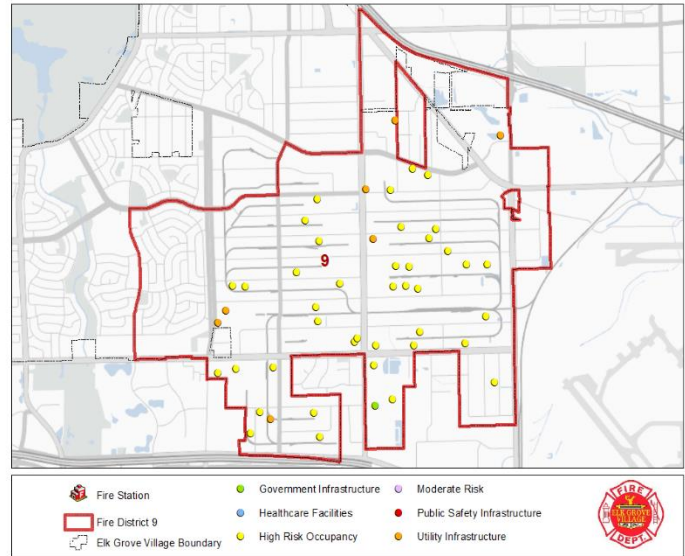 9
Fire Station
Fire District 9
Elk Grove Village Boundary
Government Infrastructure
Healthcare Facilities
High Risk Occupancy
Moderate Risk
Public Safety Infrastructure
Utility Infrastructure
FIRE
ELK GROVE
VILLAGE
DEPT.